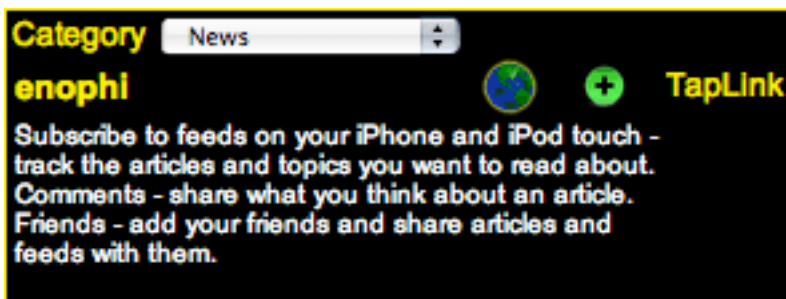 Category News
enophi TapLink
Subscribe to feeds on your iPhone and iPod touch -
track the articles and topics you want to read about.
Comments - share what you think about an article.
Friends - add your friends and share articles and
feeds with them.